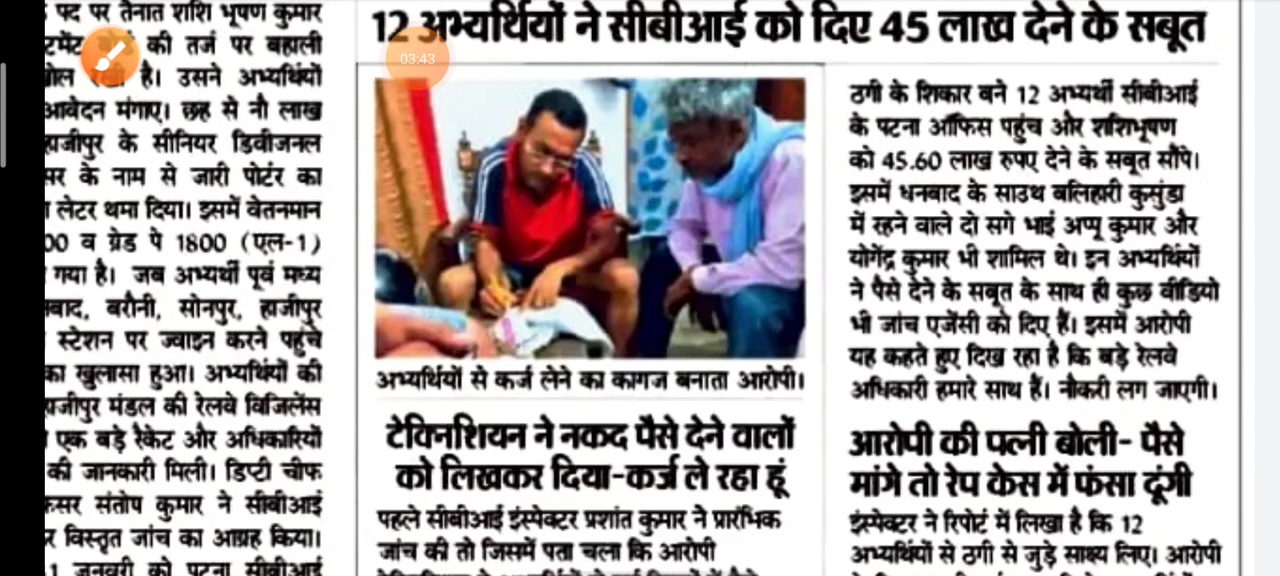 पद पर तैनात शशि भूषण कुमार
की तर्ज पर बहाली
है। उसने अभ्यर्थियों
आवेदन मंगाए। छह से नौ लाख
हाजीपुर के सीनियर डिवीजनल
के नाम से जारी पोर्टर का
लेटर थमा दिया। इसमें वेतनमान
00 व ग्रेड पे 1800 (एल-1)
गया है। जब अभ्यर्थी पूर्व मध्य
बरौनी, सोनपुर, हाजीपुर
स्टेशन पर ज्वाइन करने पहुंचे
खुलासा हुआ। अभ्यर्थियों की
मंडल की रेलवे विजिलेंस
एक बड़े रैकेट और अधिकारियों
की जानकारी मिली। डिप्टी चीफ
संतोष कुमार ने सीबीआई
विस्तृत जांच का आग्रह किया।
जनवरी को पटना सीबीआई
12 अभ्यर्थियों ने सीबीआई को दिए 45 लाख देने के सबूत
03:43
अभ्यर्थियों से कर्ज लेने का कागज बनाता आरोपी।
टेक्निशियन ने नकद पैसे देने वालों
को लिखकर दिया-कर्ज ले रहा हूं
पहले सीबीआई इंस्पेक्टर प्रशांत कुमार ने प्रारंभिक
जांच की तो जिसमें पता चला कि आरोपी
ठगी के शिकार बने 12 अभ्यर्थी सीबीआई
के पटना ऑफिस पहुंच और शशिभूषण
को 45.60 लाख रुपए देने के सबूत सौंपे।
इसमें धनबाद के साउथ बलिहारी कुसुंडा
में रहने वाले दो सगे भाई अप्पू कुमार और
योगेंद्र कुमार भी शामिल थे। इन अभ्यर्थियों
ने पैसे देने के सबूत के साथ ही कुछ वीडियो
भी जांच एजेंसी को दिए हैं। इसमें आरोपी
यह कहते हुए दिख रहा है कि बड़े रेलवे
अधिकारी हमारे साथ हैं। नौकरी लग जाएगी।
आरोपी की पत्नी बोली- पैसे
मांगे तो रेप केस में फंसा दूंगी
इंस्पेक्टर ने रिपोर्ट में लिखा है कि 12
अभ्यर्थियों से ठगी से जुड़े साक्ष्य लिए। आरोपी